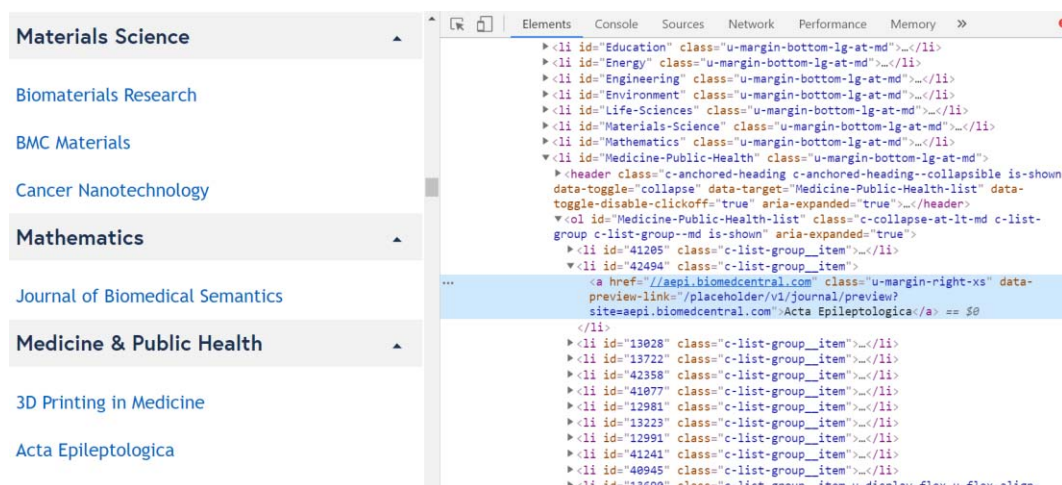 Materials Science
Biomaterials Research
BMC Materials
Cancer Nanotechnology
Mathematics
Journal of Biomedical Semantics
Medicine & Public Health
3D Printing in Medicine
Acta Epileptologica
Elements Console Sources Network Performance Memory »
▶<li id="Education" class="u-margin-bottom-lg-at-md">…</li>
▶<li id="Energy" class="u-margin-bottom-lg-at-md">…</li>
▶<li id="Engineering" class="u-margin-bottom-lg-at-md">…</li>
▶<li id="Environment" class="u-margin-bottom-lg-at-md">…</li>
▶<li id="Life-Sciences" class="u-margin-bottom-lg-at-md">…</li>
▶<li id="Materials-Science" class="u-margin-bottom-lg-at-md">…</li>
▶<li id="Mathematics" class="u-margin-bottom-lg-at-md">…</li>
▼<li id="Medicine-Public-Health" class="u-margin-bottom-lg-at-md">
▶<header class="c-anchored-heading c-anchored-heading--collapsible is-shown
data-toggle="collapse" data-target="Medicine-Public-Health-list" data-
toggle-disable-clickoff="true" aria-expanded="true">…</header>
▼<ol id="Medicine-Public-Health-list" class="c-collapse-at-lt-md c-list-
group c-list-group--md is-shown" aria-expanded="true">
▶<li id="41205" class="c-list-group__item">…</li>
▼<li id="42494" class="c-list-group__item">
<a href="//aepi.biomedcentral.com" class="u-margin-right-xs" data-
preview-link="/placeholder/v1/journal/preview?
site=aepi.biomedcentral.com">Acta Epileptologica</a> == $0
</li>
▶<li id="13028" class="c-list-group__item">…</li>
▶<li id="13722" class="c-list-group__item">…</li>
▶<li id="42358" class="c-list-group__item">…</li>
▶<li id="41077" class="c-list-group__item">…</li>
▶<li id="12981" class="c-list-group__item">…</li>
▶<li id="13223" class="c-list-group__item">…</li>
▶<li id="12991" class="c-list-group__item">…</li>
▶<li id="41241" class="c-list-group__item">…</li>
▶<li id="40945" class="c-list-group__item">…</li>